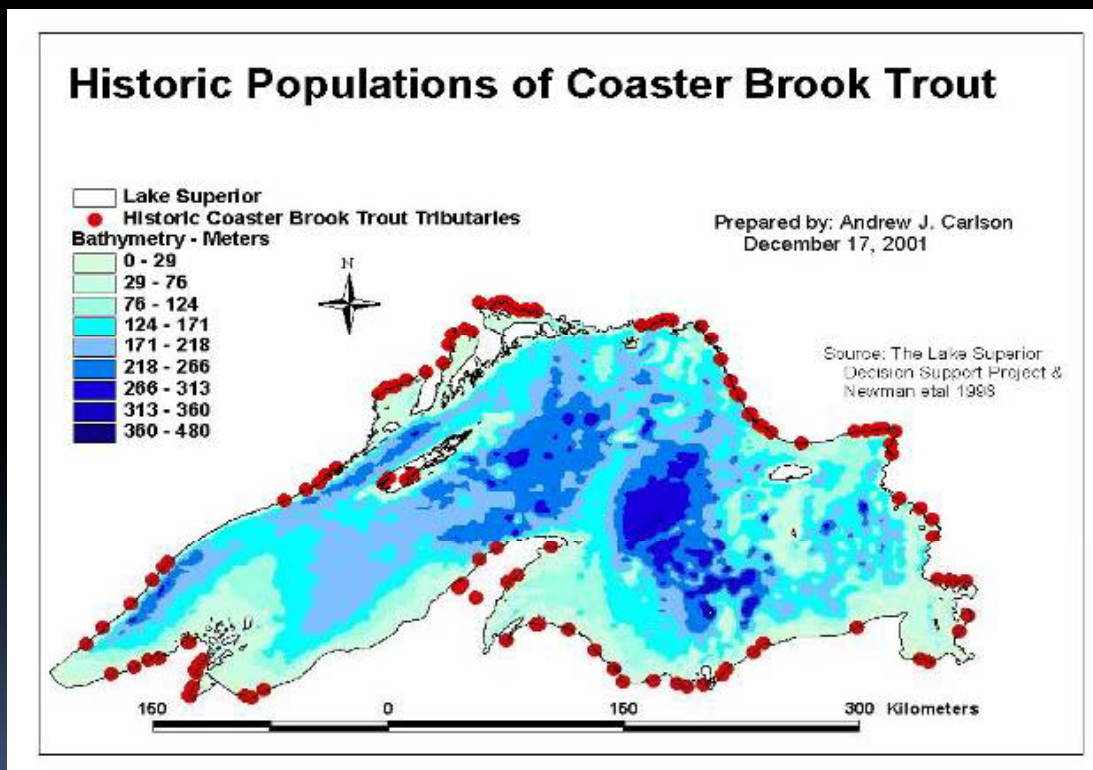 Historic Populations of Coaster Brook Trout
Lake Superior
Historic Coaster Brook Trout Tributaries
Bathymetry - Meters
0 - 29
29 - 76
76 - 124
124 - 171
171 - 218
218 - 266
266 - 313
313 - 360
360 - 480
N
Prepared by: Andrew J. Carlson
December 17, 2001
Source: The Lake Superior
Decision Support Project &
Newman etal 1998
150 0 150 300 Kilometers